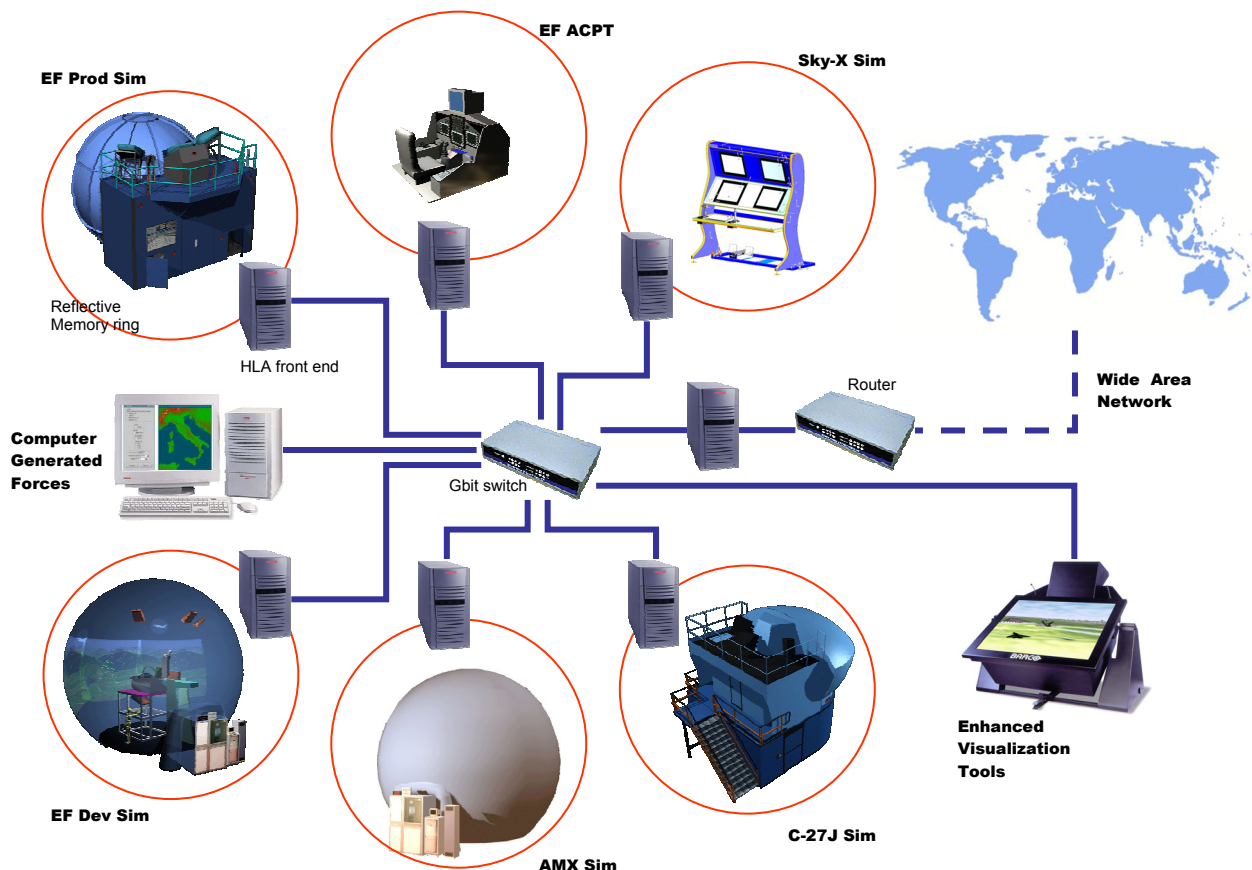 EF ACPT
EF Prod Sim
Sky-X Sim
Reflective
Memory ring
HLA front end
Router
Wide Area
Network
Computer
Generated
Forces
Gbit switch
BARCO
Enhanced
Visualization
Tools
EF Dev Sim
C-27J Sim
AMX Sim